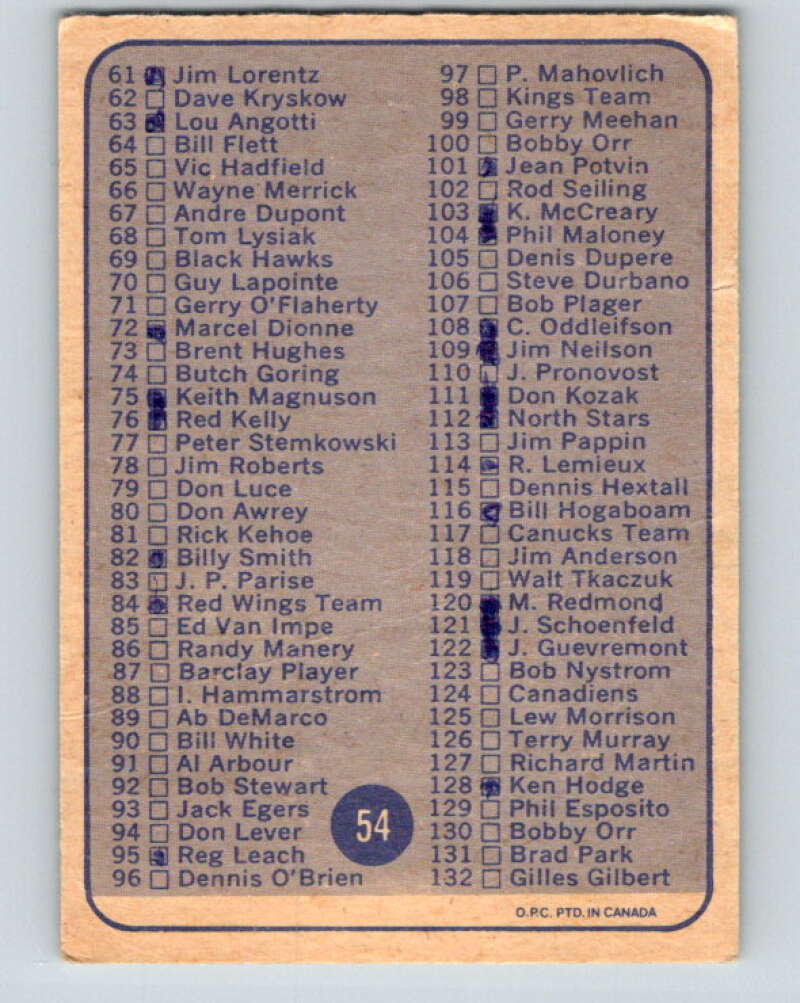 61 Jim Lorentz
62 Dave Kryskow
63 Lou Angotti
64 Bill Flett
65 Vic Hadfield
66 Wayne Merrick
67 Andre Dupont
68 Tom Lysiak
69 Black Hawks
70 Guy Lapointe
71 Gerry O'Flaherty
72 Marcel Dionne
73 Brent Hughes
74 Butch Goring
75 Keith Magnuson
76 Red Kelly
77 Peter Stemkowski
78 Jim Roberts
79 Don Luce
80 Don Awrey
81 Rick Kehoe
82 Billy Smith
83 J. P. Parise
84 Red Wings Team
85 Ed Van Impe
86 Randy Manery
87 Barclay Player
88 I. Hammarstrom
89 Ab DeMarco
90 Bill White
91 Al Arbour
92 Bob Stewart
93 Jack Egers
94 Don Lever
95 Reg Leach
96 Dennis O'Brien
54
97 P. Mahovlich
98 Kings Team
99 Gerry Meehan
100 Bobby Orr
101 Jean Potvin
102 Rod Seiling
103 K. McCreary
104 Phil Maloney
105 Denis Dupere
106 Steve Durbano
107 Bob Plager
108 C. Oddleifson
109 Jim Neilson
110 J. Pronovost
111 Don Kozak
112 North Stars
113 Jim Pappin
114 R. Lemieux
115 Dennis Hextall
116 Bill Hogaboam
117 Canucks Team
118 Jim Anderson
119 Walt Tkaczuk
120 M. Redmond
121 J. Schoenfeld
122 J. Guevremont
123 Bob Nystrom
124 Canadiens
125 Lew Morrison
126 Terry Murray
127 Richard Martin
128 Ken Hodge
129 Phil Esposito
130 Bobby Orr
131 Brad Park
132 Gilles Gilbert
O.P.C. PTD. IN CANADA